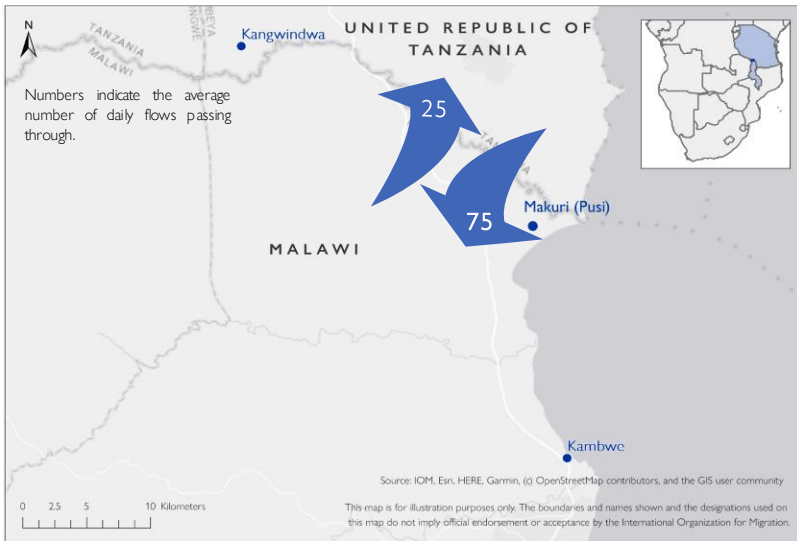 N
TANZANIA
MALAWI
MBEYA
SONGWE
Kangwindwa
UNITED REPUBLIC OF
TANZANIA
Numbers indicate the average
number of daily flows passing
through.
25
75
Makuri (Pusi)
MALAWI
Kambwe
Source: IOM, Esri, HERE, Garmin, (c) OpenStreetMap contributors, and the GIS user community
0 2.5 5 10 Kilometers
This map is for illustration purposes only. The boundaries and names shown and the designations used on
this map do not imply official endorsement or acceptance by the International Organization for Migration.